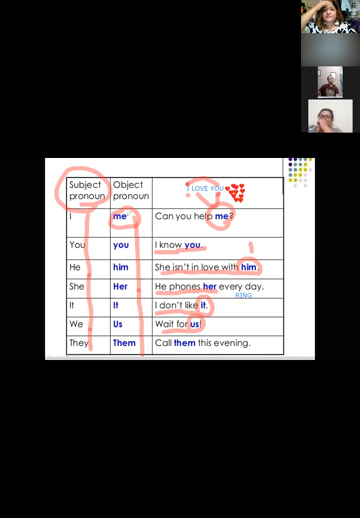 Subject pronoun Object pronoun I LOVE YOU
I me Can you help me?
You you I know you.
He him She isn't in love with him.
She Her He phones her every day.
RING
It It I don't like it.
We Us Wait for us!
They Them Call them this evening.